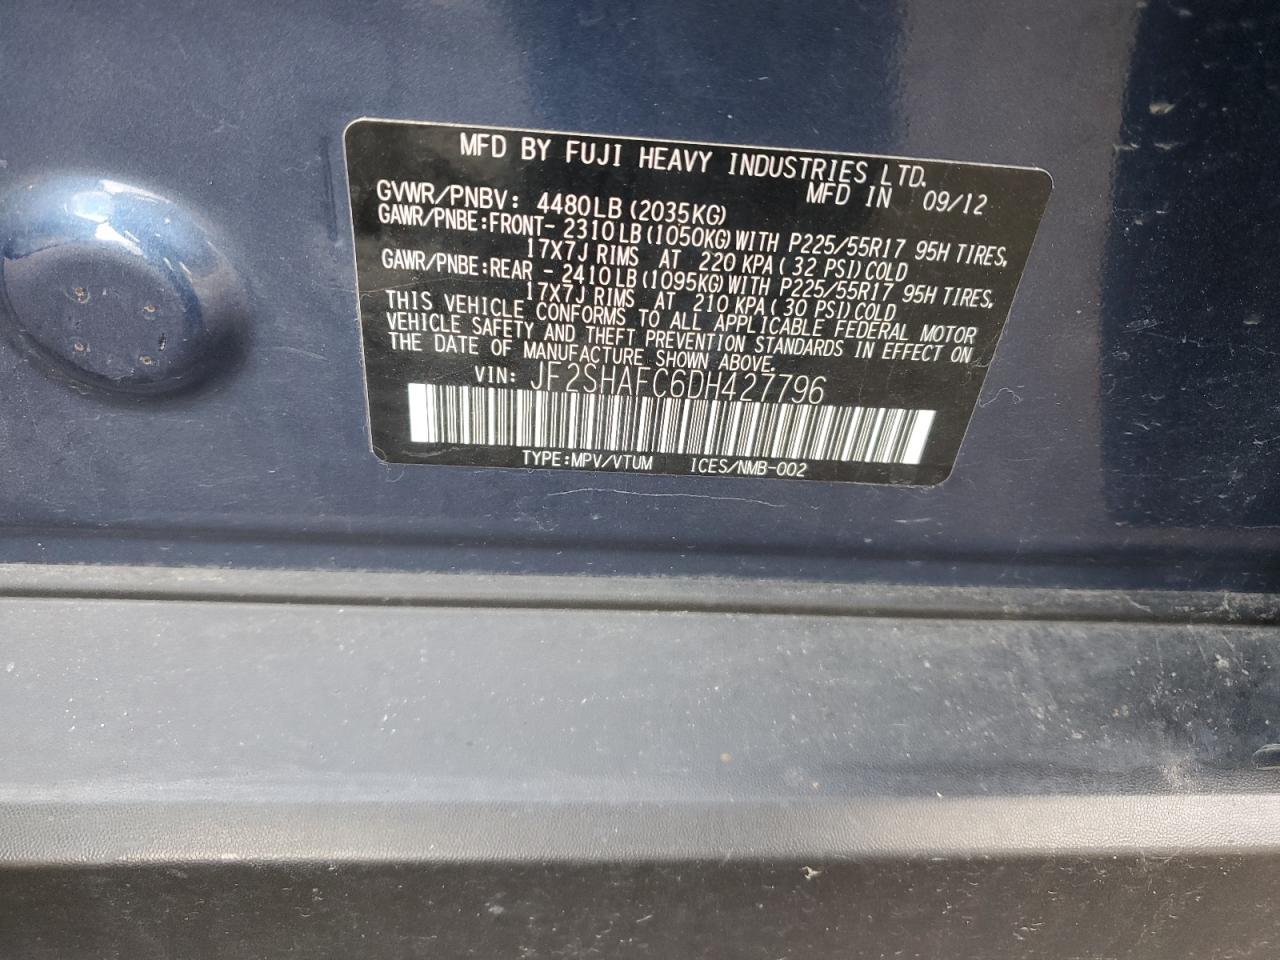 MFD BY FUJI HEAVY INDUSTRIES LTD.
MFD IN 09/12
GVWR/PNBV: 4480LB (2035KG)
GAWR/PNBE:FRONT- 2310LB (1050KG) WITH P225/55R17 95H TIRES,
17X7J RIMS AT 220 KPA( 32 PSI) COLD
GAWR/PNBE:REAR - 2410LB (1095KG) WITH P225/55R17 95H TIRES,
17X7J RIMS AT 210 KPA( 30 PSI) COLD
THIS VEHICLE CONFORMS TO ALL APPLICABLE FEDERAL MOTOR
VEHICLE SAFETY AND THEFT PREVENTION STANDARDS IN EFFECT ON
THE DATE OF MANUFACTURE SHOWN ABOVE.
VIN: JF2SHAFC6DH427796
TYPE:MPV/VTUM ICES/NMB-002